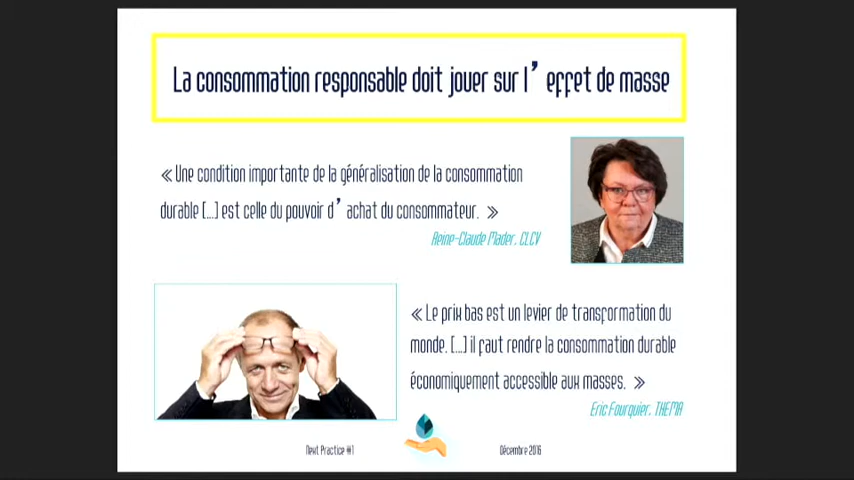 La consommation responsable doit jouer sur l’ effet de masse
« Une condition importante de la généralisation de la consommation
durable [...] est celle du pouvoir d’ achat du consommateur. »
Reine-Claude Mader, CLCV
« Le prix bas est un levier de transformation du
monde. [...] il faut rendre la consommation durable
économiquement accessible aux masses. »
Eric Fourquier, THEMA
Next Practice #1
Décembre 2016